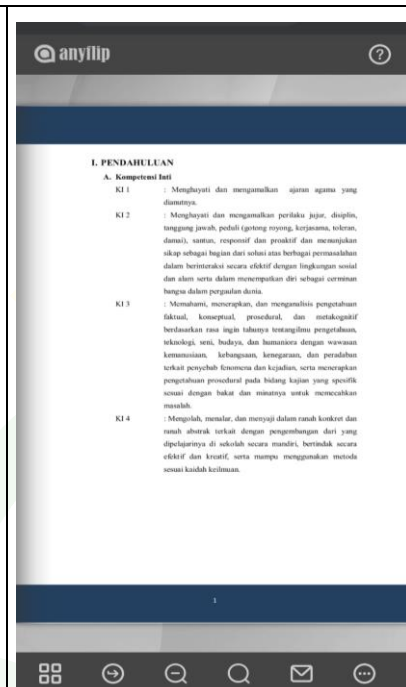 anyflip
I. PENDAHULUAN
A. Kompetensi Inti
KI 1 : Menghayati dan mengamalkan ajaran agama yang
dianutnya.
KI 2 : Menghayati dan mengamalkan perilaku jujur, disiplin,
tanggung jawab, peduli (gotong royong, kerjasama, toleran,
damai), santun, responsif dan proaktif dan menunjukan
sikap sebagai bagian dari solusi atas berbagai permasalahan
dalam berinteraksi secara efektif dengan lingkungan sosial
dan alam serta dalam menempatkan diri sebagai cerminan
bangsa dalam pergaulan dunia.
KI 3 : Memahami, menerapkan, dan menganalisis pengetahuan
faktual, konseptual, prosedural, dan metakognitif
berdasarkan rasa ingin tahunya tentangilmu pengetahuan,
teknologi, seni, budaya, dan humaniora dengan wawasan
kemanusiaan, kebangsaan, kenegaraan, dan peradaban
terkait penyebab fenomena dan kejadian, serta menerapkan
pengetahuan prosedural pada bidang kajian yang spesifik
sesuai dengan bakat dan minatnya untuk memecahkan
masalah.
KI 4 : Mengolah, menalar, dan menyaji dalam ranah konkret dan
ranah abstrak terkait dengan pengembangan dari yang
dipelajarinya di sekolah secara mandiri, bertindak secara
efektif dan kreatif, serta mampu menggunakan metoda
sesuai kaidah keilmuan.
1